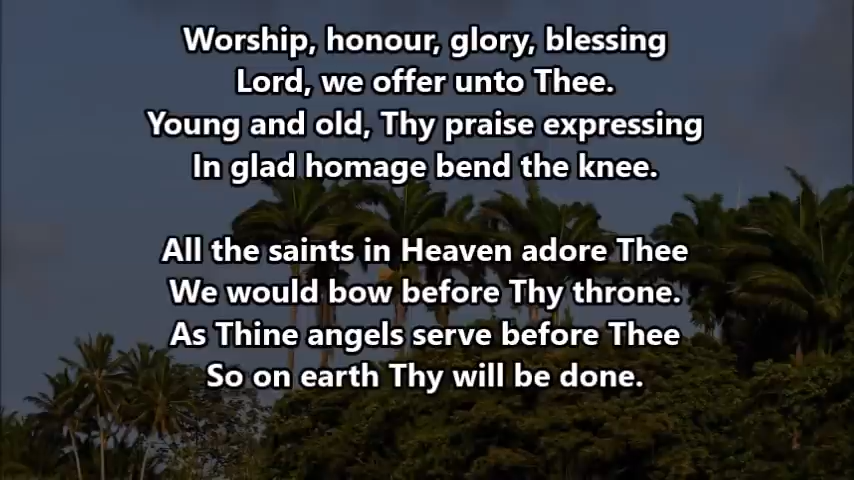 Worship, honour, glory, blessing
Lord, we offer unto Thee.
Young and old, Thy praise expressing
In glad homage bend the knee.
All the saints in Heaven adore Thee
We would bow before Thy throne.
As Thine angels serve before Thee
So on earth Thy will be done.